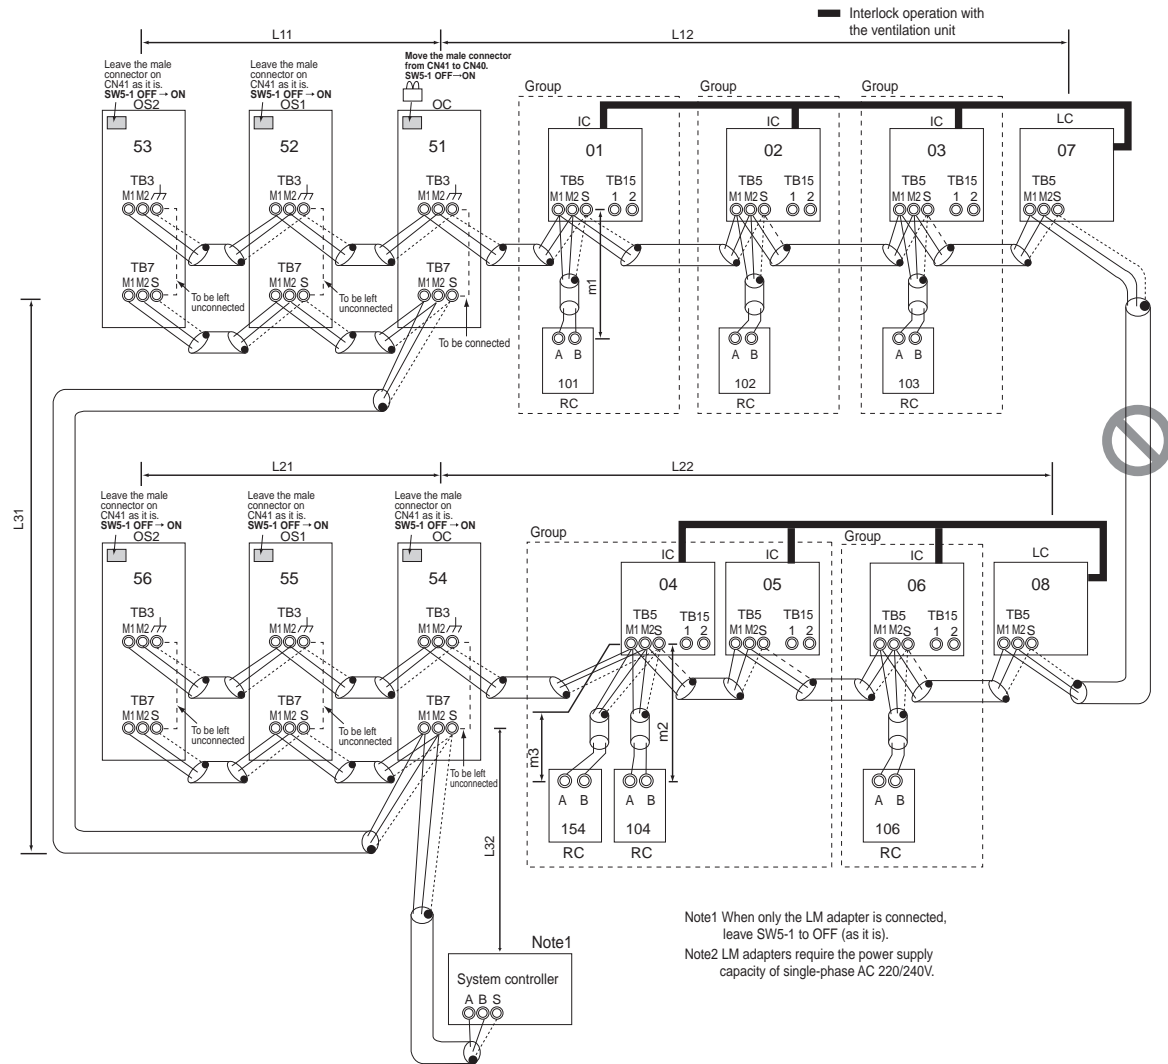 Interlock operation with
the ventilation unit
L11
L12
Leave the male
connector on
CN41 as it is.
SW5-1 OFF → ON
OS2
Leave the male
connector on
CN41 as it is.
SW5-1 OFF → ON
OS1
Move the male connector
from CN41 to CN40.
SW5-1 OFF→ON
OC
Group
Group
Group
IC
IC
IC
LC
53
52
51
01
02
03
07
TB3
M1 M2
TB3
M1 M2
TB3
M1 M2
TB5
M1 M2 S
TB15
1 2
TB5
M1 M2 S
TB15
1 2
TB5
M1 M2 S
TB15
1 2
TB5
M1 M2 S
TB7
M1 M2 S
TB7
M1 M2 S
TB7
M1 M2 S
To be left
unconnected
To be left
unconnected
To be connected
m1
A B
101
RC
A B
102
RC
A B
103
RC
L31
L21
L22
Leave the male
connector on
CN41 as it is.
SW5-1 OFF → ON
OS2
Leave the male
connector on
CN41 as it is.
SW5-1 OFF → ON
OS1
Leave the male
connector on
CN41 as it is.
SW5-1 OFF → ON
OC
Group
Group
IC
IC
IC
LC
56
55
54
04
05
06
08
TB3
M1 M2
TB3
M1 M2
TB3
M1 M2
TB5
M1 M2 S
TB15
1 2
TB5
M1 M2 S
TB15
1 2
TB5
M1 M2 S
TB15
1 2
TB5
M1 M2 S
TB7
M1 M2 S
TB7
M1 M2 S
TB7
M1 M2 S
To be left
unconnected
To be left
unconnected
To be left
unconnected
m3
m2
A B
154
RC
A B
104
RC
A B
106
RC
L32
Note1
System controller
A B S
Note1 When only the LM adapter is connected,
leave SW5-1 to OFF (as it is).
Note2 LM adapters require the power supply
capacity of single-phase AC 220/240V.